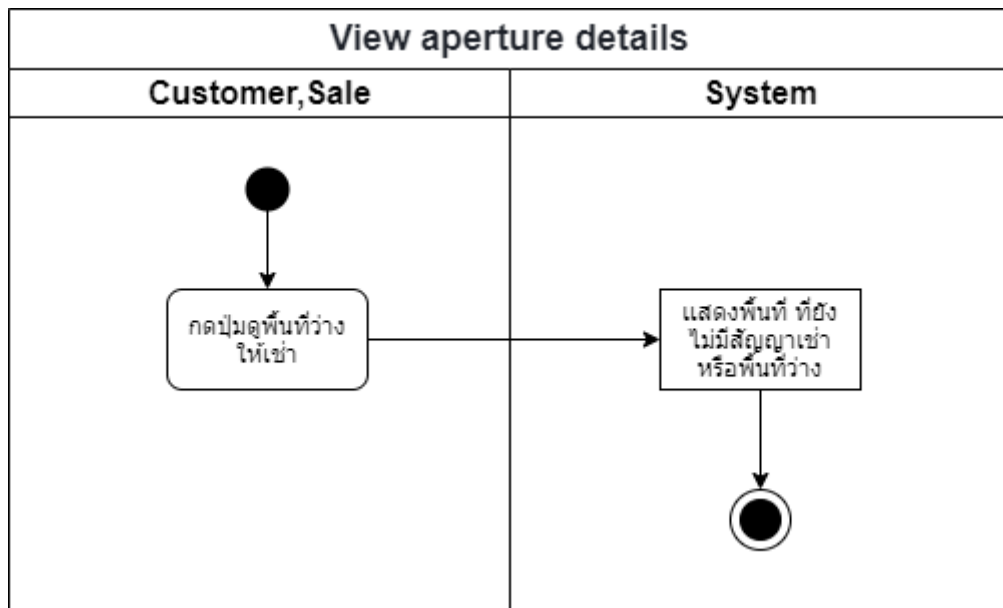 View aperture details
Customer,Sale
System
กดปุ่มดูพื้นที่ว่าง
ให้เช่า
แสดงพื้นที่ ที่ยัง
ไม่มีสัญญาเช่า
หรือพื้นที่ว่าง